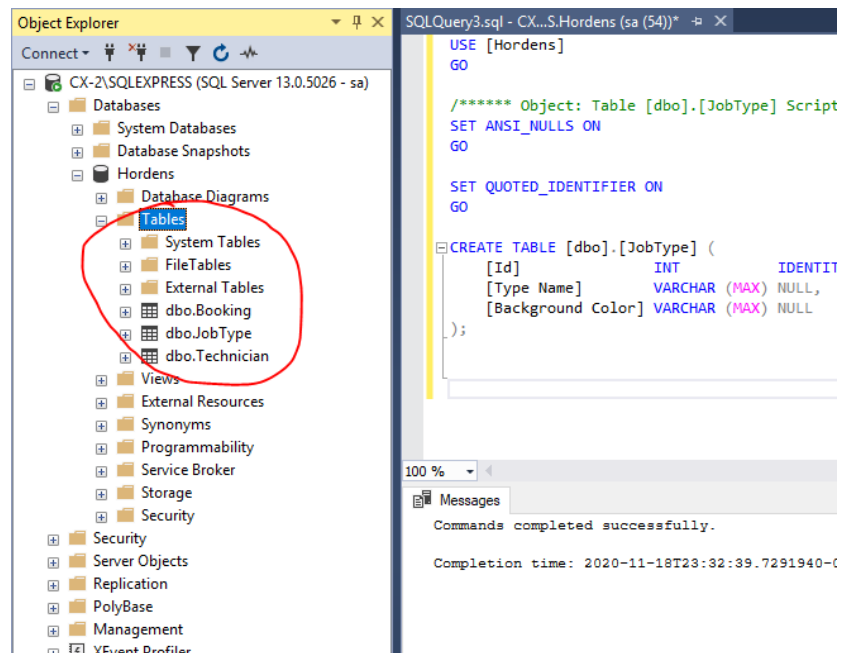 Object Explorer
Connect
CX-2\SQLEXPRESS (SQL Server 13.0.5026 - sa)
Databases
System Databases
Database Snapshots
Hordens
Database Diagrams
Tables
System Tables
FileTables
External Tables
dbo.Booking
dbo.JobType
dbo.Technician
Views
External Resources
Synonyms
Programmability
Service Broker
Storage
Security
Security
Server Objects
Replication
PolyBase
Management
XEvent Profiler
SQLQuery3.sql - CX...S.Hordens (sa (54))*
USE [Hordens]
GO
/****** Object: Table [dbo].[JobType] Script
SET ANSI_NULLS ON
GO
SET QUOTED_IDENTIFIER ON
GO
CREATE TABLE [dbo].[JobType] (
[Id] INT IDENTIT
[Type Name] VARCHAR (MAX) NULL,
[Background Color] VARCHAR (MAX) NULL
);
100 %
Messages
Commands completed successfully.
Completion time: 2020-11-18T23:32:39.7291940-0